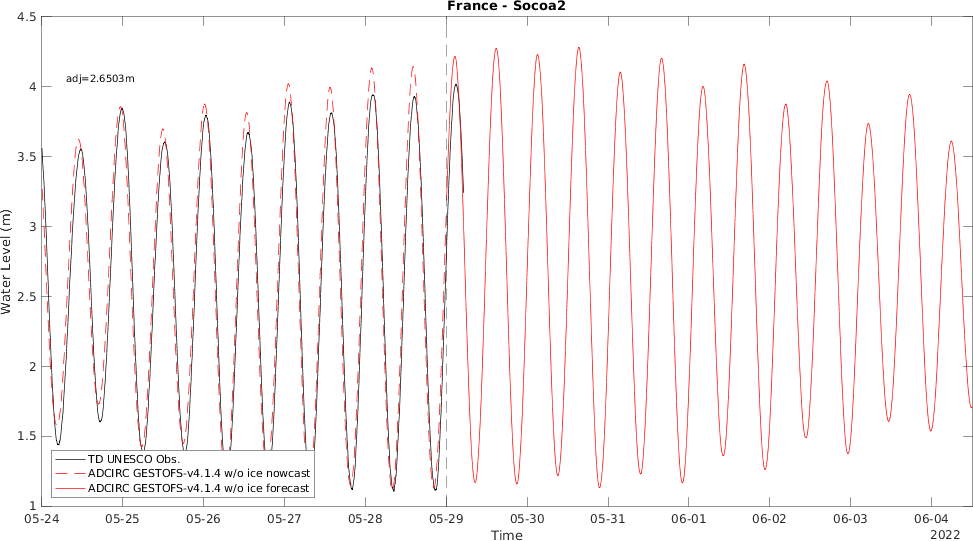 France - Socoa2
4.5
4
3.5
3
2.5
2
1.5
1
Water Level (m)
adj=2.6503m
TD UNESCO Obs.
ADCIRC GESTOFS-v4.1.4 w/o ice nowcast
ADCIRC GESTOFS-v4.1.4 w/o ice forecast
05-24 05-25 05-26 05-27 05-28 05-29 05-30 05-31 06-01 06-02 06-03 06-04
Time
2022